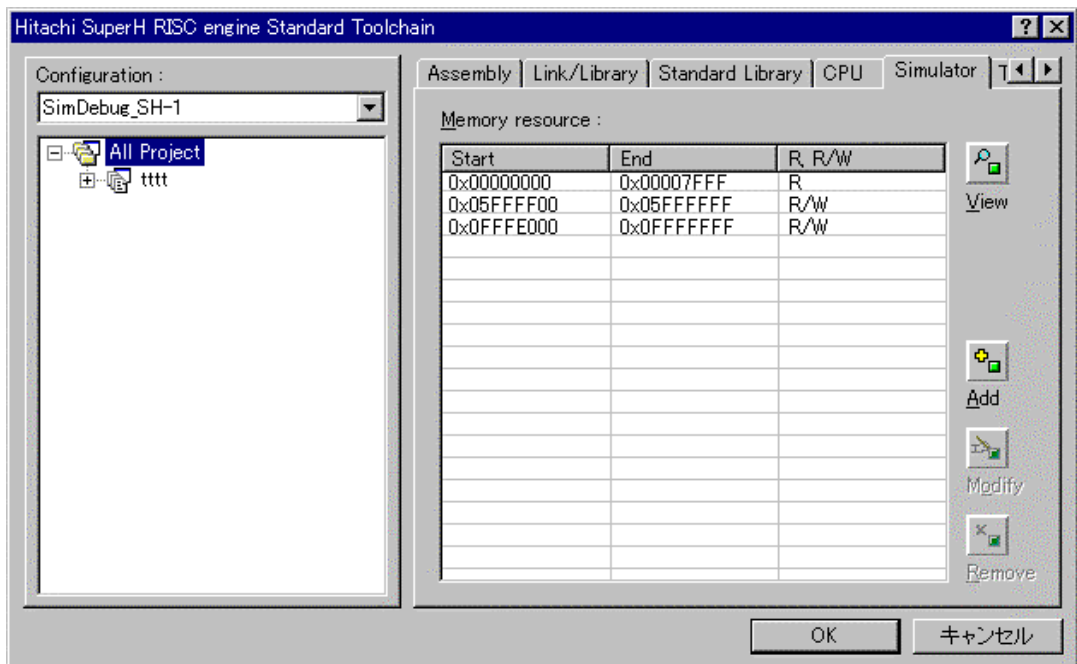 Hitachi SuperH RISC engine Standard Toolchain
Configuration :
SimDebug_SH-1
All Project
tttt
Assembly Link/Library Standard Library CPU Simulator T
Memory resource :
Start End R, R/W
0x00000000 0x00007FFF R
0x05FFFF00 0x05FFFFFF R/W
0x0FFFE000 0x0FFFFFFF R/W
View
Add
Modify
Remove
OK キャンセル